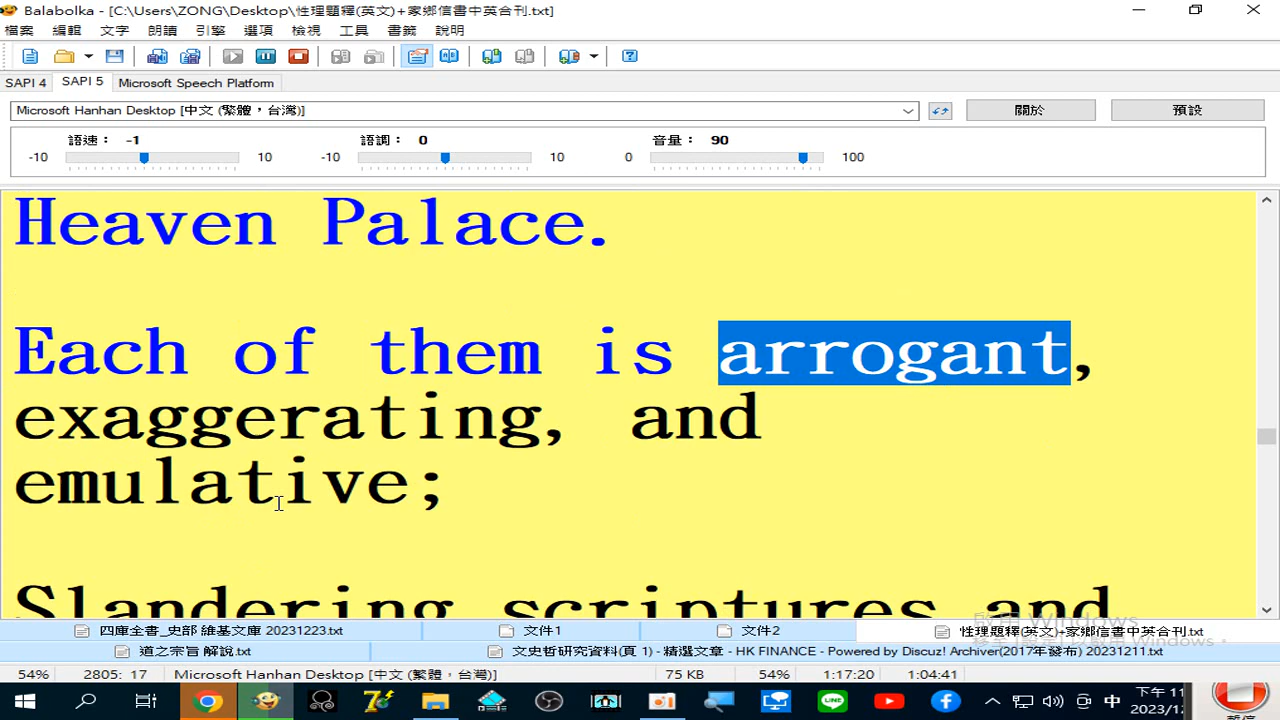 Balabolka - [C:\Users\ZONG\Desktop\性理題釋(英文)+家鄉信書中英合刊.txt]
檔案 編輯 文字 朗讀 引擎 選項 檢視 工具 書籤 說明
SAPI 4 SAPI 5 Microsoft Speech Platform
Microsoft Hanhan Desktop [中文 (繁體，台灣)] 關於 預設
語速： -1 語調： 0 音量： 90
-10 10 -10 10 0 100
Heaven Palace.
Each of them is arrogant,
exaggerating, and
emulative;
Slandering scriptures and
啟用 Windows
四庫全書_史部 維基文庫 20231223.txt 文件1 文件2 性理題釋(英文)+家鄉信書中英合刊.txt
道之宗旨 解說.txt 文史哲研究資料(頁 1) - 精選文章 - HK FINANCE - Powered by Discuz! Archiver(2017年發布) 20231211.txt
54% 2805: 17 Microsoft Hanhan Desktop [中文 (繁體，台灣)] 75 KB 54% 1:17:20 1:04:41
中 下午 11
2023/12